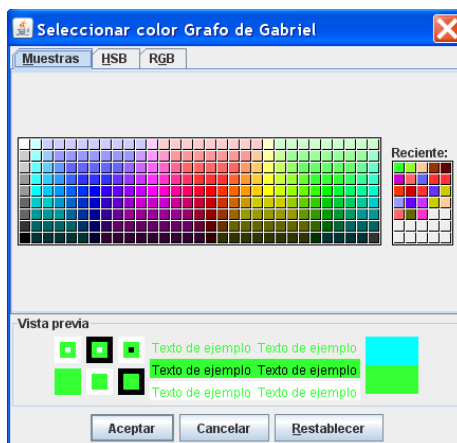 Seleccionar color Grafo de Gabriel
Muestras HSB RGB
Reciente:
Vista previa
Texto de ejemplo Texto de ejemplo
Texto de ejemplo Texto de ejemplo
Texto de ejemplo Texto de ejemplo
Aceptar Cancelar Restablecer